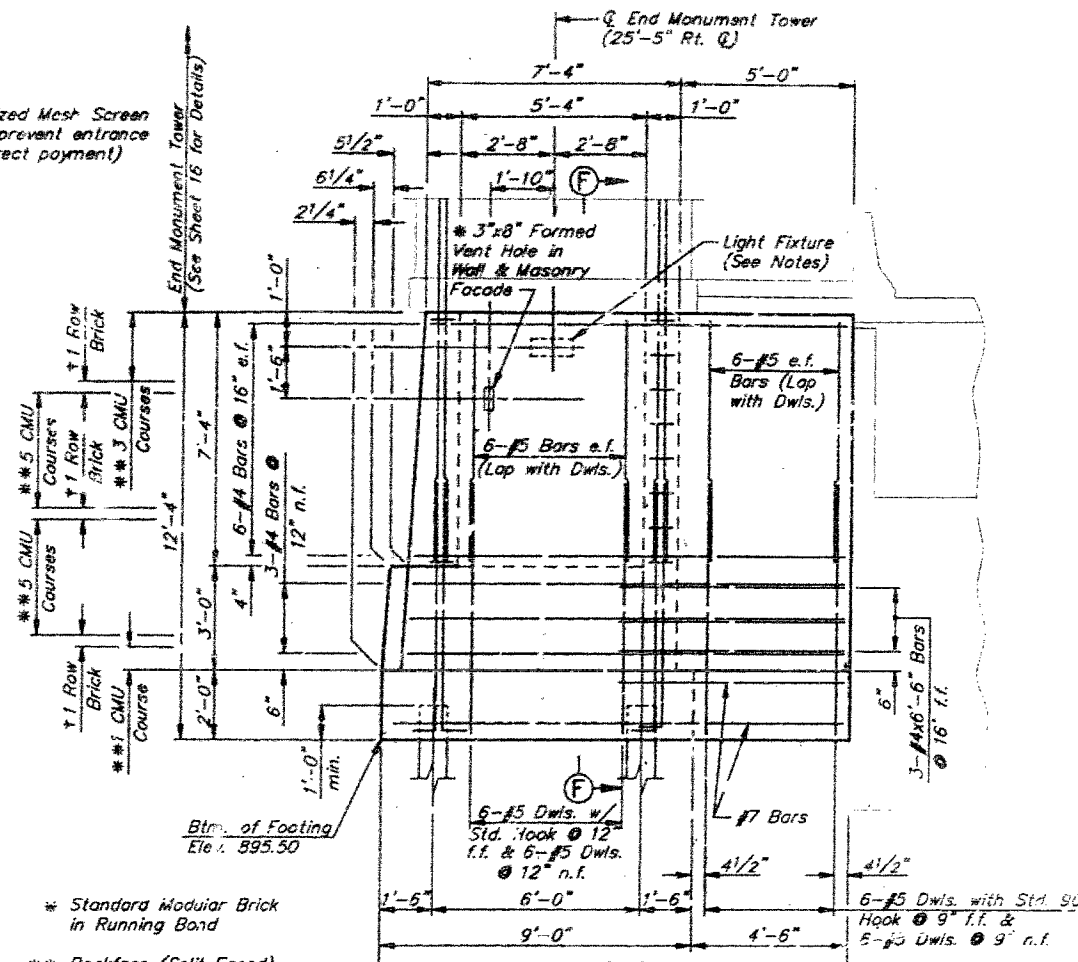 ℄ End Monument Tower
(25'-5" Rt. ℄)
7'-4"
5'-0"
1'-0"
5'-4"
1'-0"
2'-8"
2'-8"
5 1/2"
1'-10"
F
6 1/4"
2 1/4"
zed Mesh Screen
prevent entrance
rect payment)
End Monument Tower
(See Sheet 16 for Details)
* 3"x8" Formed
Vent Hole in
Wall & Masonry
Facade
Light Fixture
(See Notes)
1'-0"
1'-6"
†1 Row
Brick
**3 CMU
Courses
**5 CMU
Courses
†1 Row
Brick
**5 CMU
Courses
†1 Row
Brick
**1 CMU
Course
12'-4"
7'-4"
3'-0"
2'-0"
6-#4 Bars @ 16" e.f.
4"
3-#4 Bars @
12" n.f.
6"
6-#5 Bars e.f.
(Lap with Dwls.)
6-#5 e.f.
Bars (Lap
with Dwls.)
6"
3-#4x6'-6" Bars
@ 16" f.f.
1'-0"
min.
Btm. of Footing
Elev. 895.50
F
6-#5 Dwls. w/
Std. Hook @ 12"
f.f. & 6-#5 Dwls.
@ 12" n.f.
#7 Bars
4 1/2"
4 1/2"
1'-6"
6'-0"
1'-6"
6-#5 Dwls. with Std. 90
Hook @ 9" f.f. &
6-#5 Dwls. @ 9" n.f.
9'-0"
4'-6"
* Standard Modular Brick
in Running Bond
** Rockface (Split Faced)